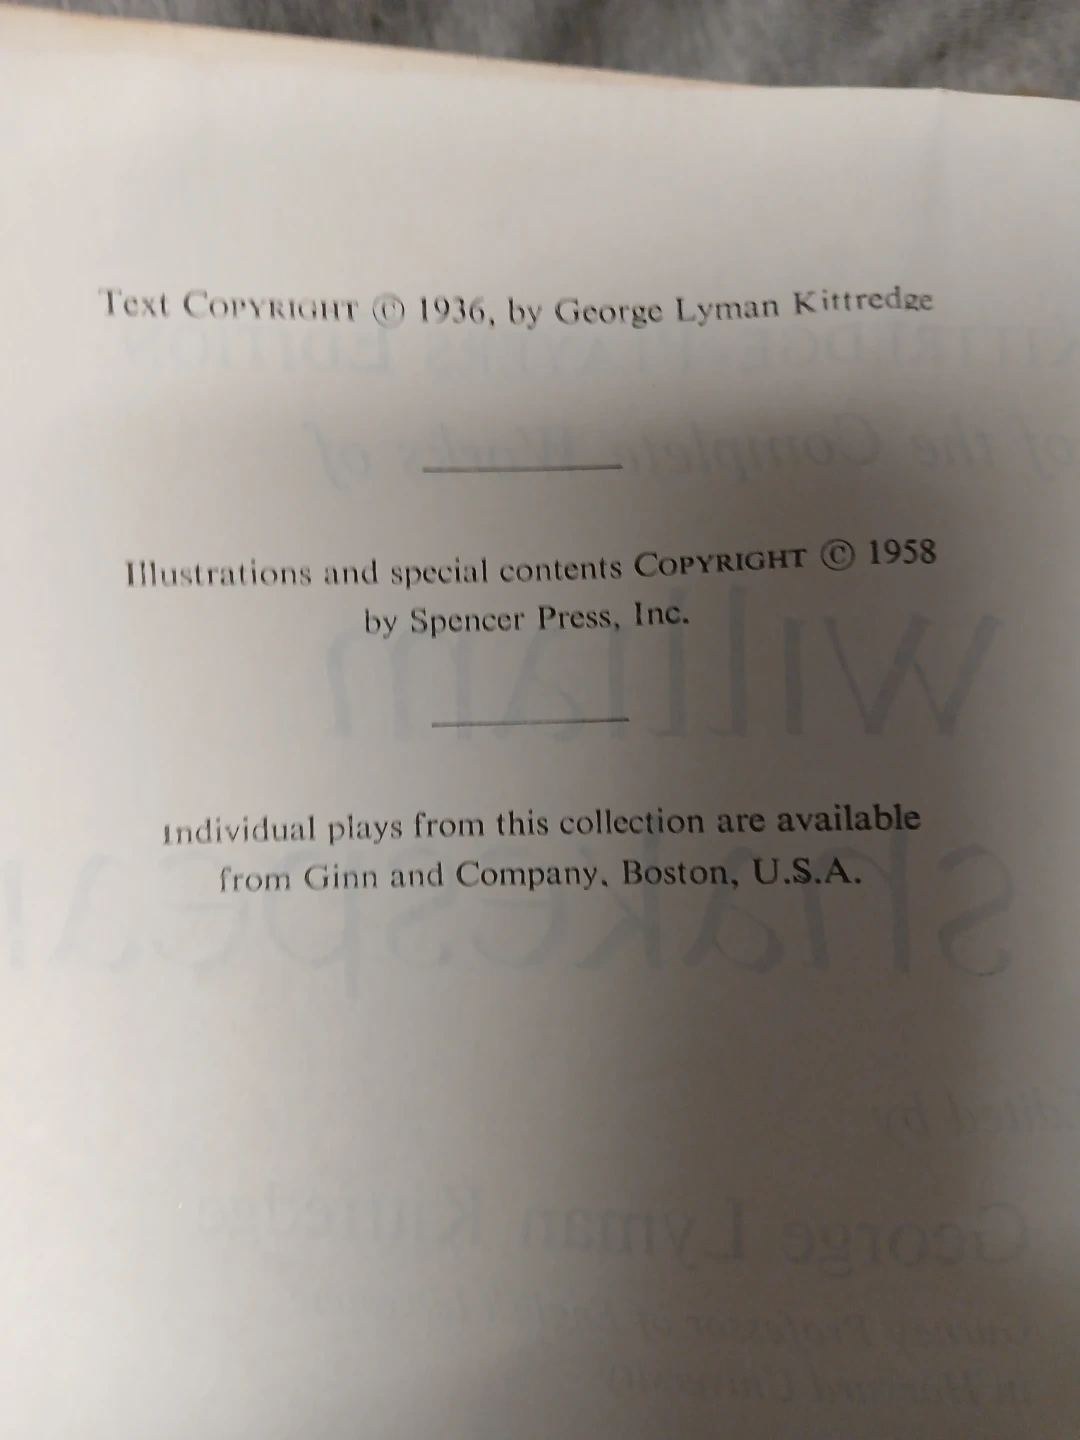 Text COPYRIGHT © 1936, by George Lyman Kittredge
Illustrations and special contents COPYRIGHT © 1958
by Spencer Press, Inc.
Individual plays from this collection are available
from Ginn and Company, Boston, U.S.A.